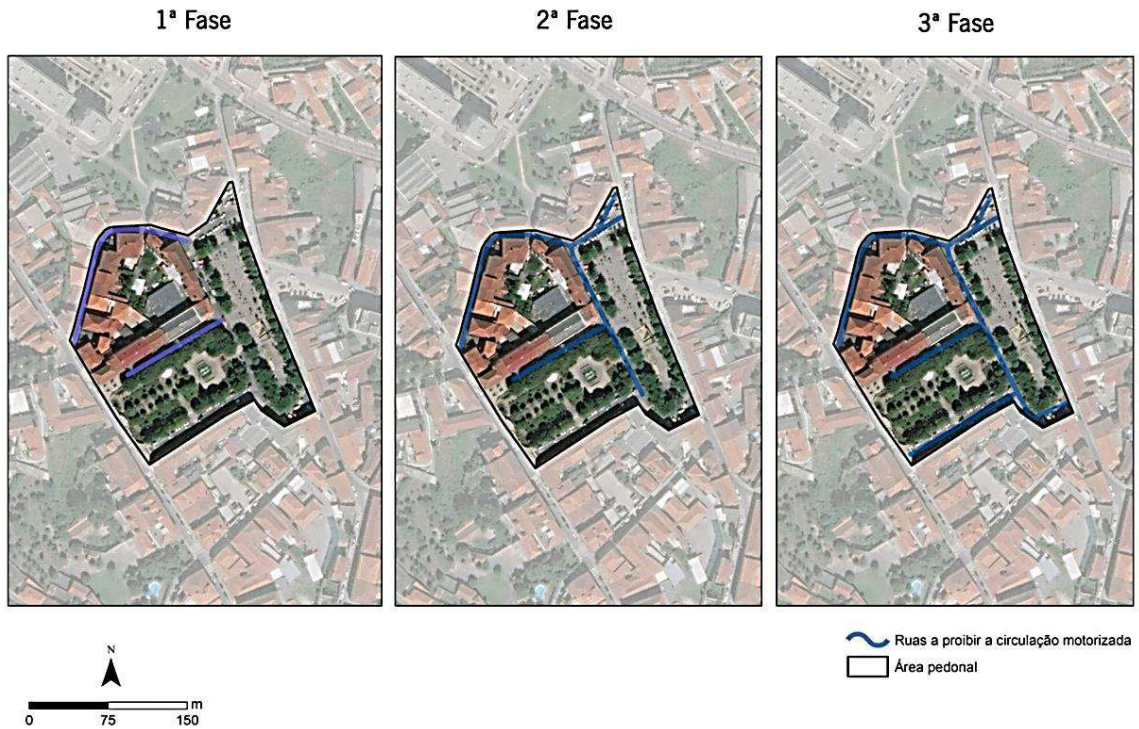 1ª Fase
2ª Fase
3ª Fase
Ruas a proibir a circulação motorizada
Área pedonal
N
m
0 75 150